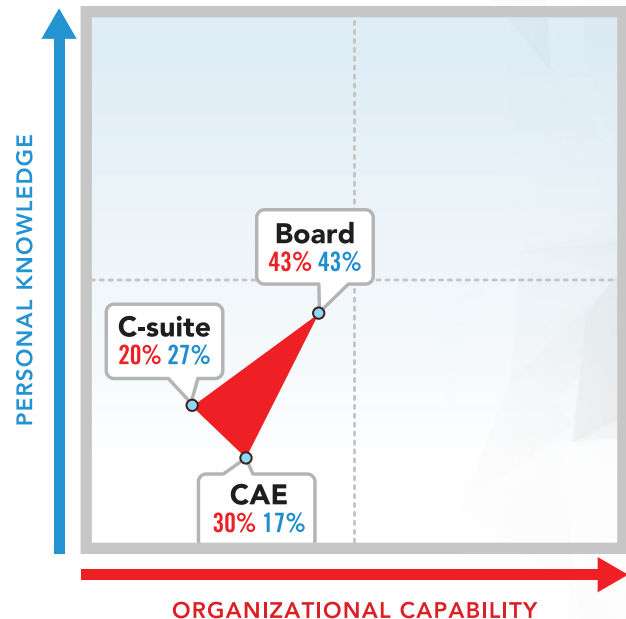 PERSONAL KNOWLEDGE
Board
43% 43%
C-suite
20% 27%
CAE
30% 17%
ORGANIZATIONAL CAPABILITY